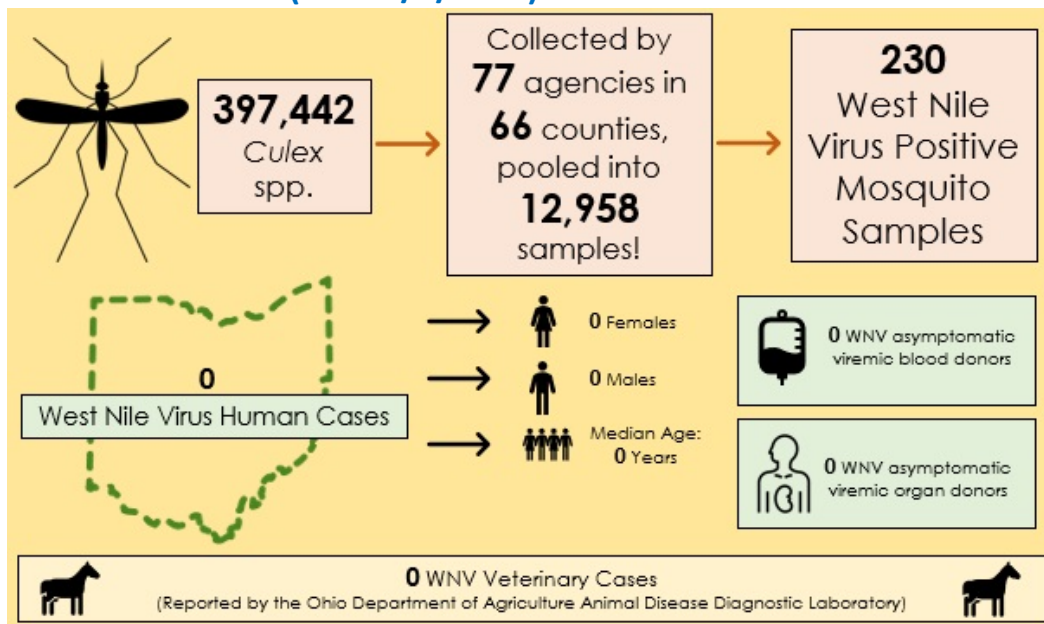 397,442
Culex
spp.
Collected by
77 agencies in
66 counties,
pooled into
12,958
samples!
230
West Nile
Virus Positive
Mosquito
Samples
0
West Nile Virus Human Cases
0 Females
0 Males
Median Age:
0 Years
0 WNV asymptomatic
viremic blood donors
0 WNV asymptomatic
viremic organ donors
0 WNV Veterinary Cases
(Reported by the Ohio Department of Agriculture Animal Disease Diagnostic Laboratory)